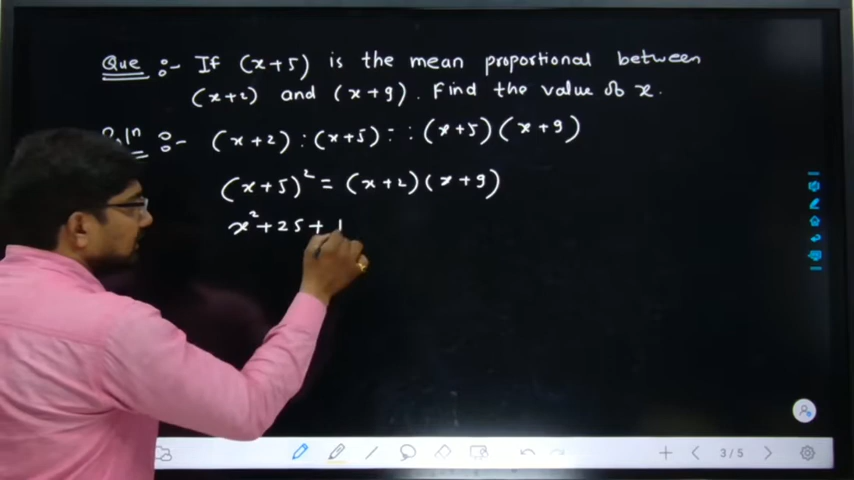 Que :- If (x+5) is the mean proportional between
(x+2) and (x+9). Find the value of x.
:- (x+2) : (x+5) :: (x+5) (x+9)
(x+5)² = (x+2)(x+9)
x² + 25 + 1
3/5